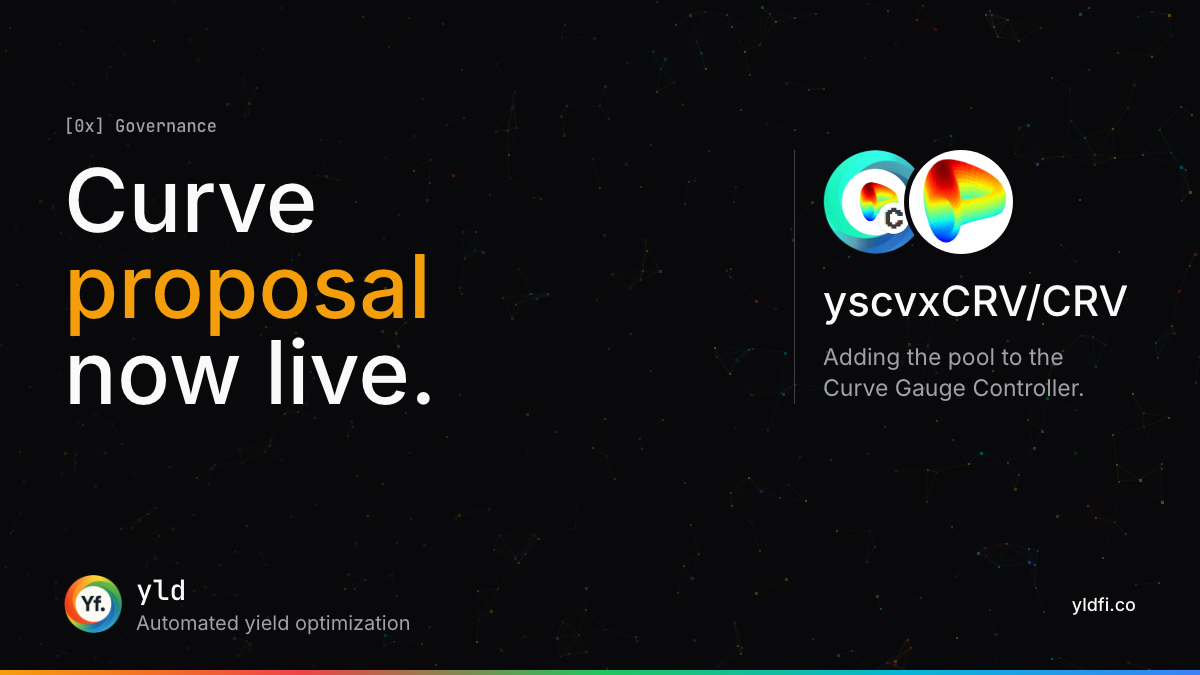 [0x] Governance
Curve
proposal
now live.
C
yscvxCRV/CRV
Adding the pool to the
Curve Gauge Controller.
Yf.
yld
Automated yield optimization
yldfi.co